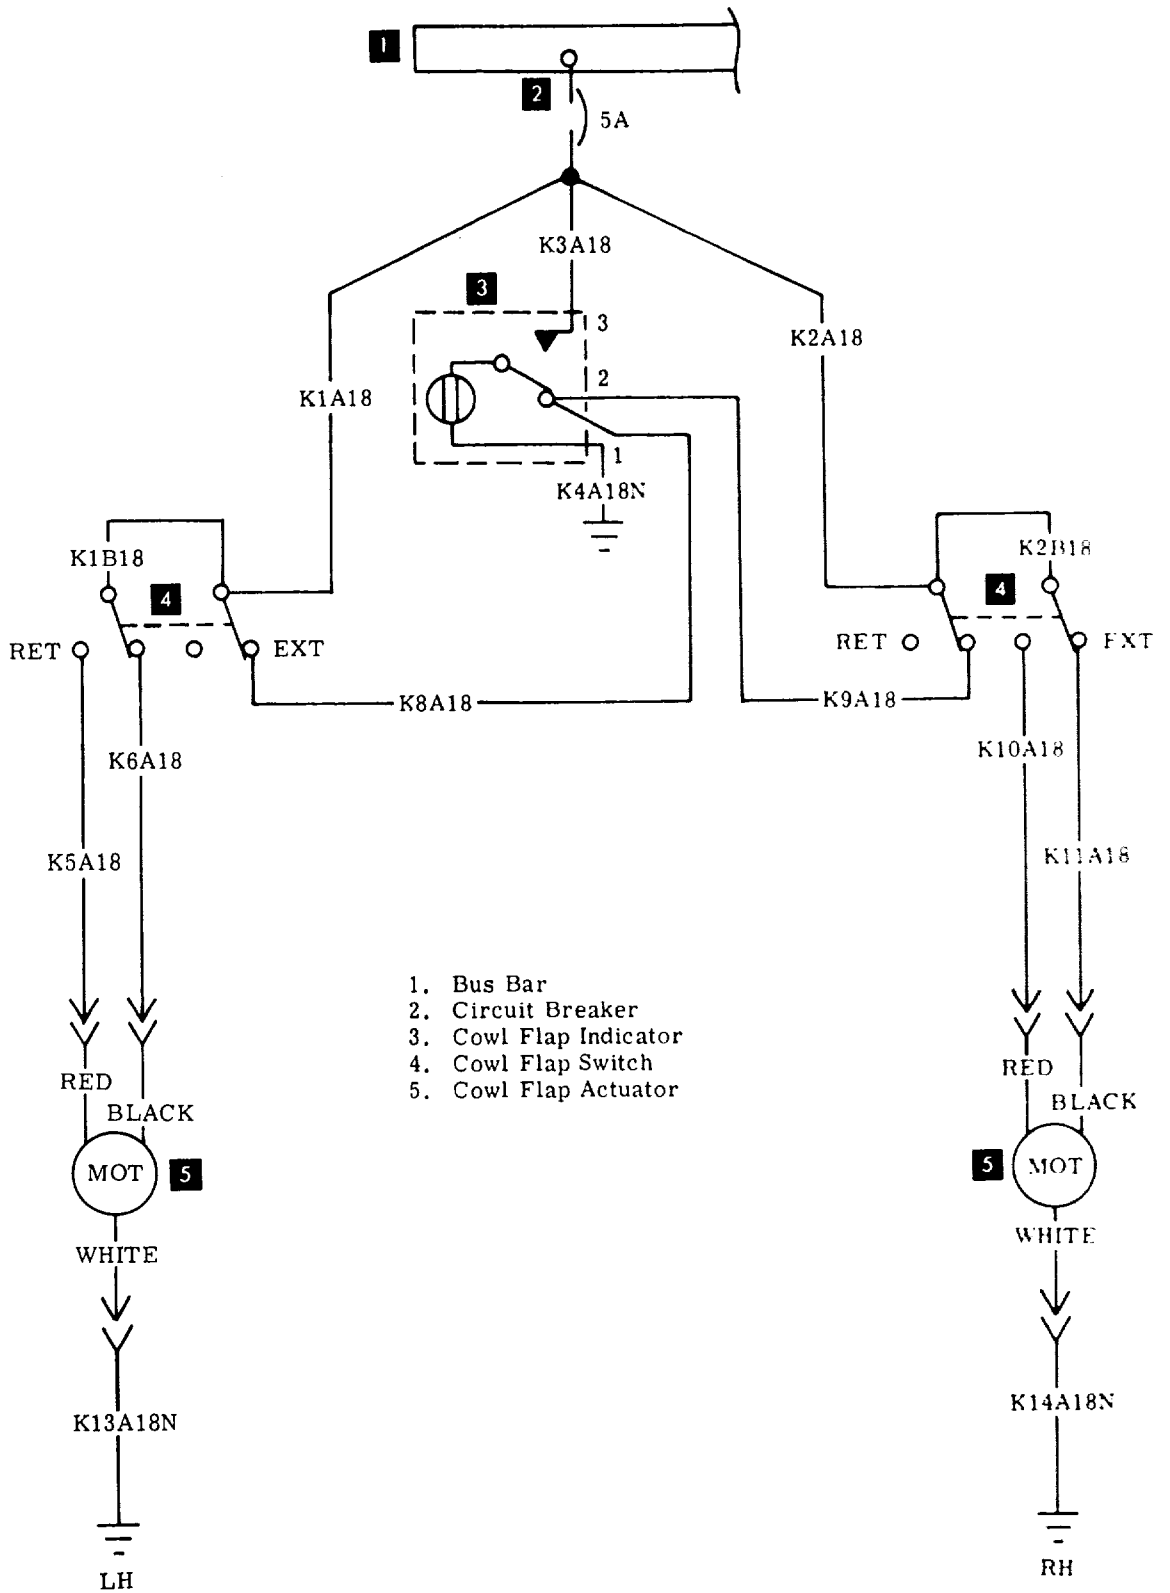 1
2
5A
K3A18
3
3
K2A18
2
K1A18
1
K4A18N
K1B18
K2B18
4
4
RET
EXT
RET
EXT
K8A18
K9A18
K6A18
K10A18
K5A18
K11A18
1. Bus Bar
2. Circuit Breaker
3. Cowl Flap Indicator
4. Cowl Flap Switch
5. Cowl Flap Actuator
RED
RED
BLACK
BLACK
MOT
5
5
MOT
WHITE
WHITE
K13A18N
K14A18N
LH
RH